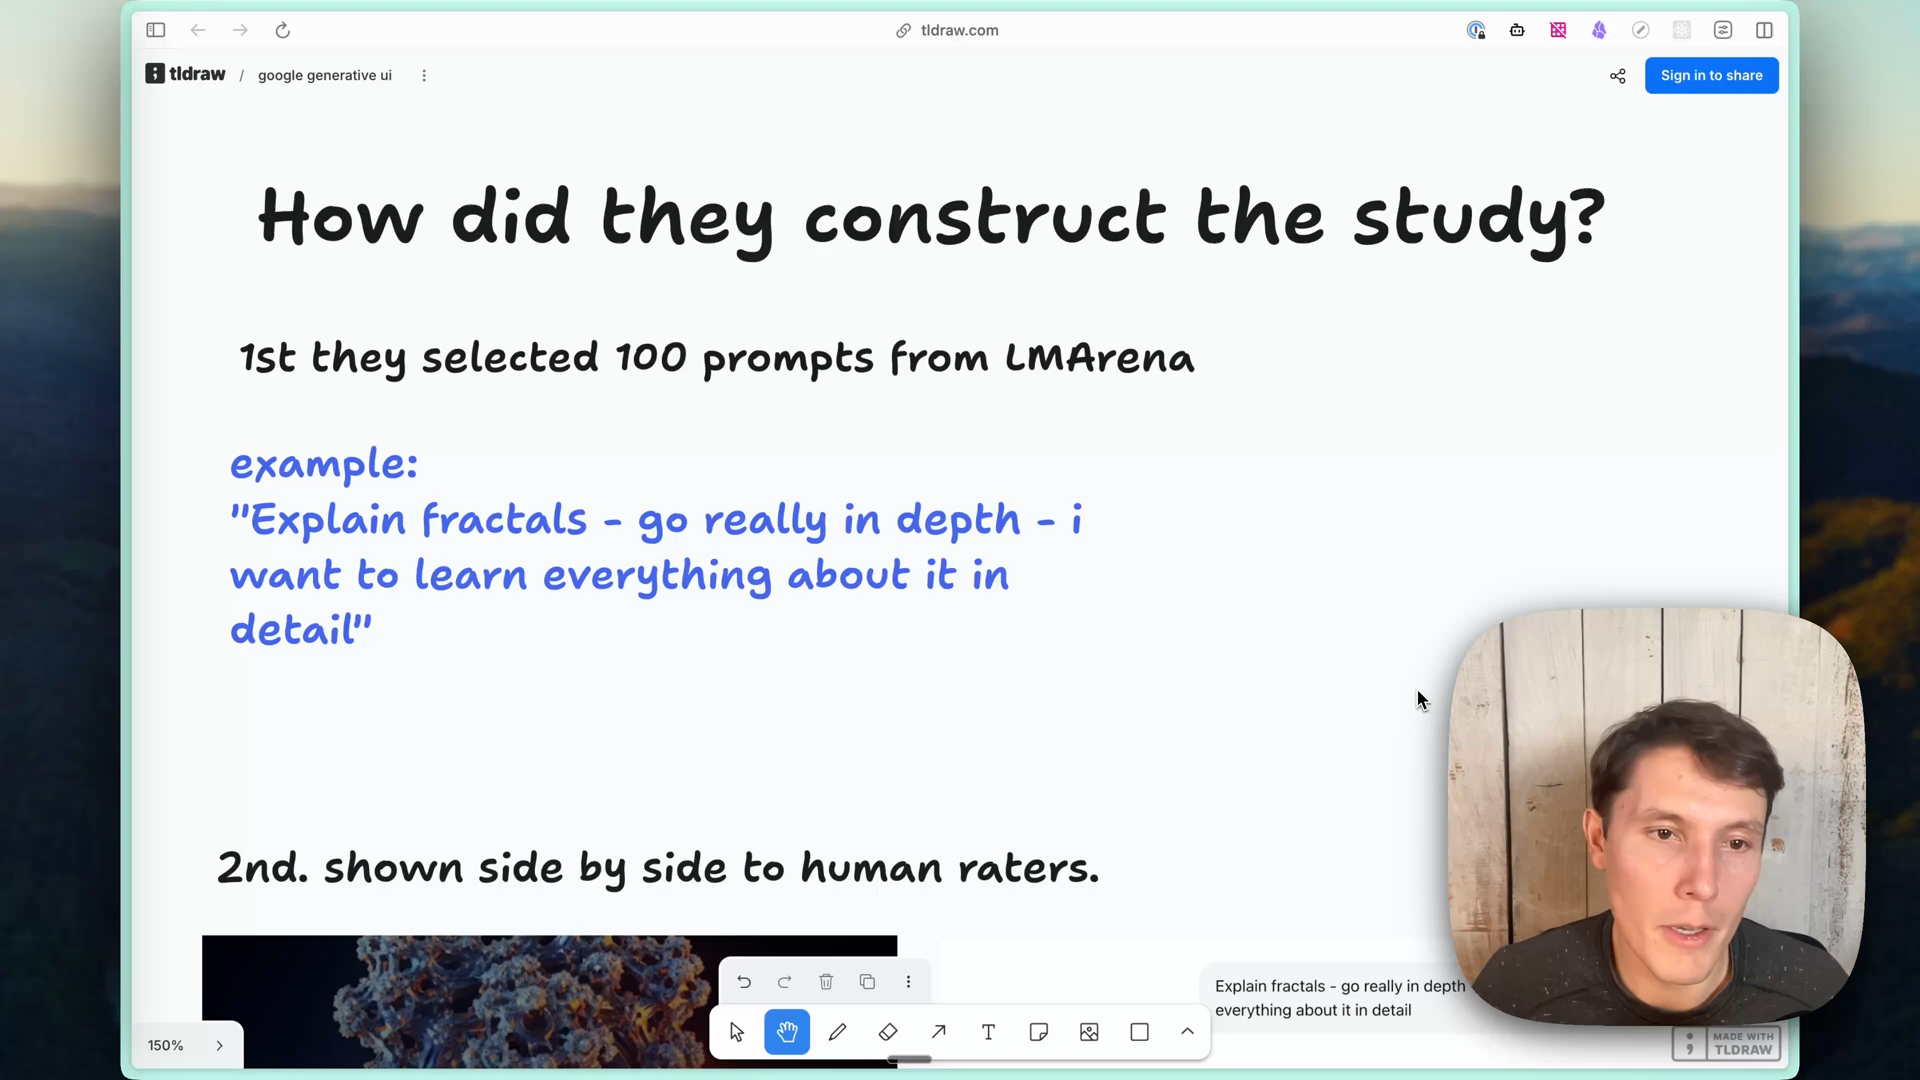 tldraw.com
tldraw / google generative ui
Sign in to share
How did they construct the study?
1st they selected 100 prompts from LMArena
example:
"Explain fractals - go really in depth - i
want to learn everything about it in
detail"
2nd. shown side by side to human raters.
Explain fractals - go really in depth
everything about it in detail
150%
MADE WITH
TLDRAW